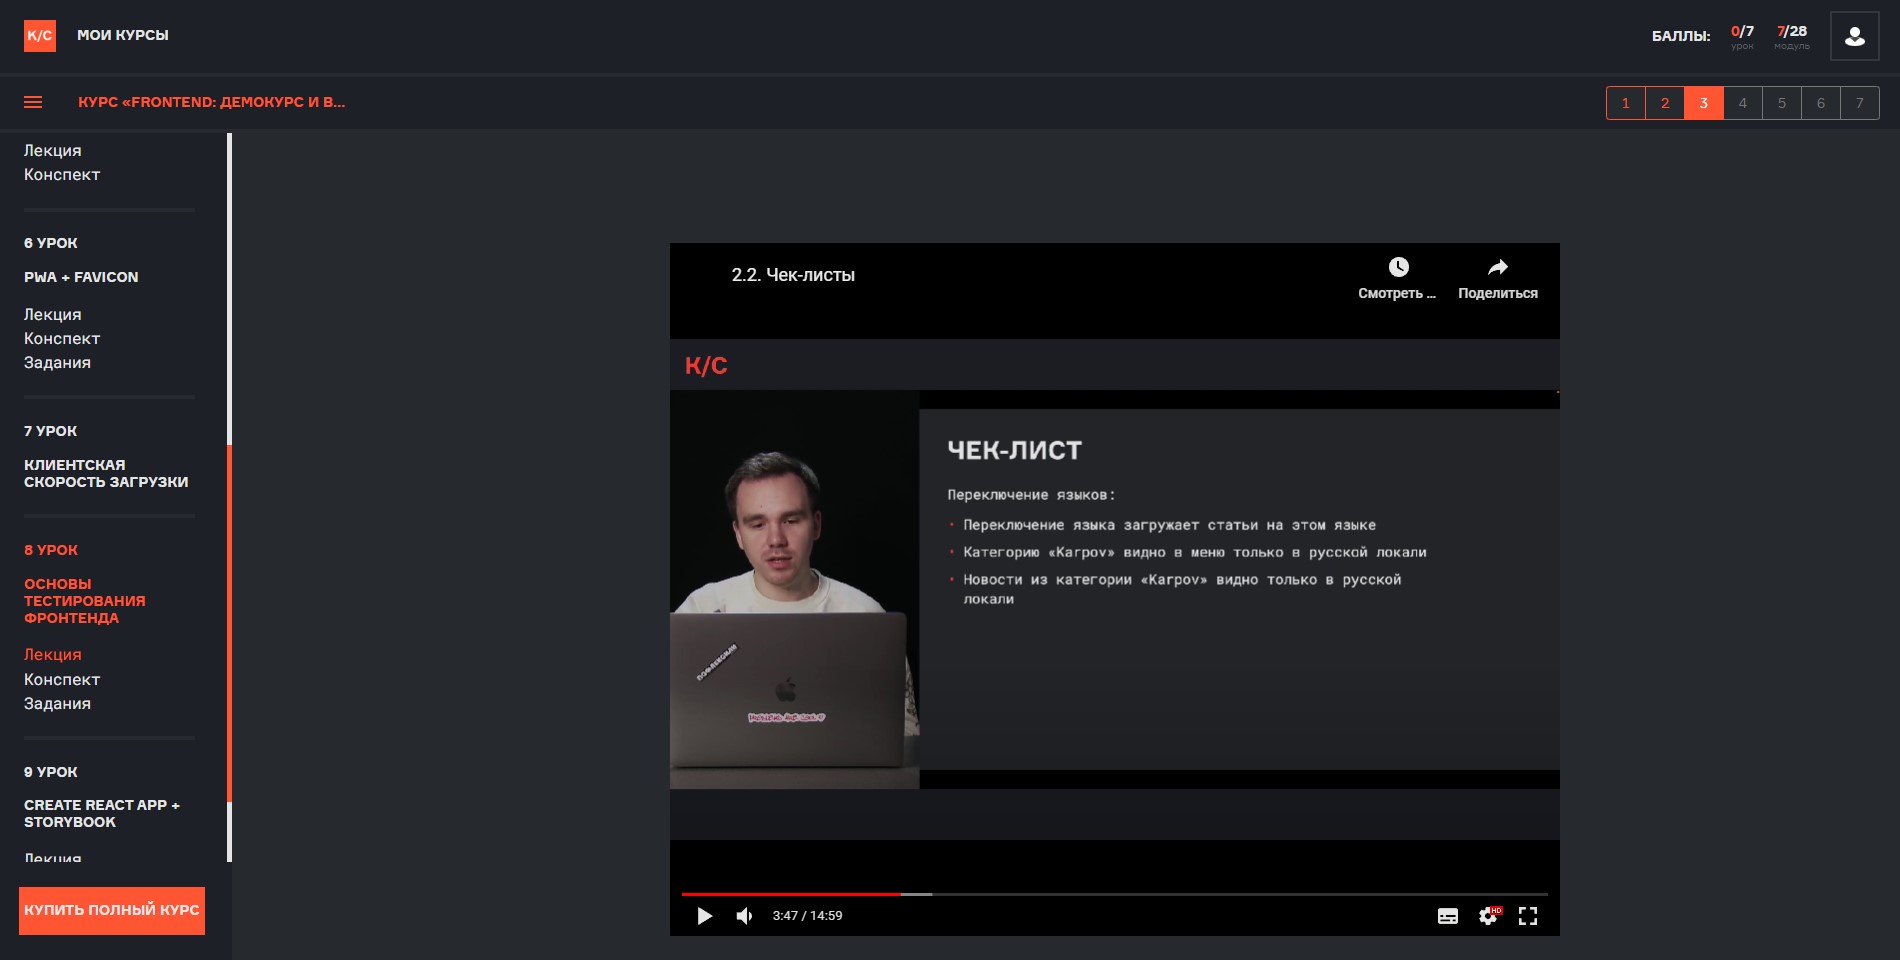 К/С
МОИ КУРСЫ
БАЛЛЫ:
0/7
урок
7/28
модуль
КУРС «FRONTEND: ДЕМОКУРС И В...
1 2 3 4 5 6 7
Лекция
Конспект
6 УРОК
PWA + FAVICON
Лекция
Конспект
Задания
7 УРОК
КЛИЕНТСКАЯ
СКОРОСТЬ ЗАГРУЗКИ
8 УРОК
ОСНОВЫ
ТЕСТИРОВАНИЯ
ФРОНТЕНДА
Лекция
Конспект
Задания
9 УРОК
CREATE REACT APP +
STORYBOOK
Лекция
КУПИТЬ ПОЛНЫЙ КУРС
2.2. Чек-листы
Смотреть ...
Поделиться
К/С
ЧЕК-ЛИСТ
Переключение языков:
• Переключение языка загружает статьи на этом языке
• Категорию «Karpov» видно в меню только в русской локали
• Новости из категории «Karpov» видно только в русской
локали
3:47 / 14:59
HD